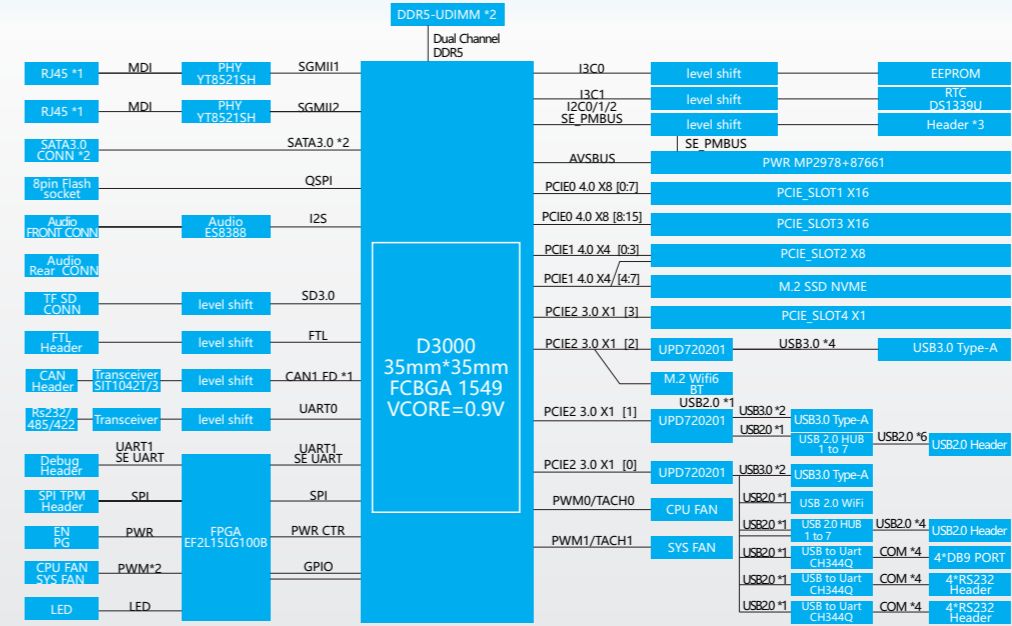 DDR5-UDIMM *2
Dual Channel
DDR5
RJ45 *1
MDI
PHY
YT8521SH
SGMII1
RJ45 *1
MDI
PHY
YT8521SH
SGMII2
SATA3.0
CONN *2
SATA3.0 *2
8pin Flash
socket
QSPI
Audio
FRONT CONN
Audio
ES8388
I2S
Audio
Rear CONN
TF SD
CONN
level shift
SD3.0
FTL
Header
level shift
FTL
CAN
Header
Transceiver
SIT1042T/3
level shift
CAN1 FD *1
Rs232/
485/422
Transceiver
level shift
UART0
Debug
Header
UART1
SE UART
UART1
SE UART
SPI TPM
Header
SPI
SPI
EN
PG
PWR
FPGA
EF2L15LG100B
PWR CTR
CPU FAN
SYS FAN
PWM*2
GPIO
LED
LED
D3000
35mm*35mm
FCBGA 1549
VCORE=0.9V
I3C0
level shift
EEPROM
I3C1
level shift
RTC
DS1339U
I2C0/1/2
SE_PMBUS
level shift
Header *3
SE_PMBUS
AVSBUS
PWR MP2978+87661
PCIE0 4.0 X8 [0:7]
PCIE_SLOT1 X16
PCIE0 4.0 X8 [8:15]
PCIE_SLOT3 X16
PCIE1 4.0 X4 [0:3]
PCIE_SLOT2 X8
PCIE1 4.0 X4 [4:7]
M.2 SSD NVME
PCIE2 3.0 X1 [3]
PCIE_SLOT4 X1
PCIE2 3.0 X1 [2]
UPD720201
USB3.0 *4
USB3.0 Type-A
M.2 Wifi6
BT
USB2.0 *1
PCIE2 3.0 X1 [1]
UPD720201
USB3.0 *2
USB3.0 Type-A
USB20 *1
USB 2.0 HUB
1 to 7
USB2.0 *6
USB2.0 Header
PCIE2 3.0 X1 [0]
UPD720201
USB3.0 *2
USB3.0 Type-A
USB2.0 *1
USB 2.0 WiFi
PWM0/TACH0
CPU FAN
USB2.0 *1
USB 2.0 HUB
1 to 7
USB2.0 *4
USB2.0 Header
PWM1/TACH1
SYS FAN
USB2.0 *1
USB to Uart
CH344Q
COM *4
4*DB9 PORT
USB2.0 *1
USB to Uart
CH344Q
COM *4
4*RS232
Header
USB2.0 *1
USB to Uart
CH344Q
COM *4
4*RS232
Header